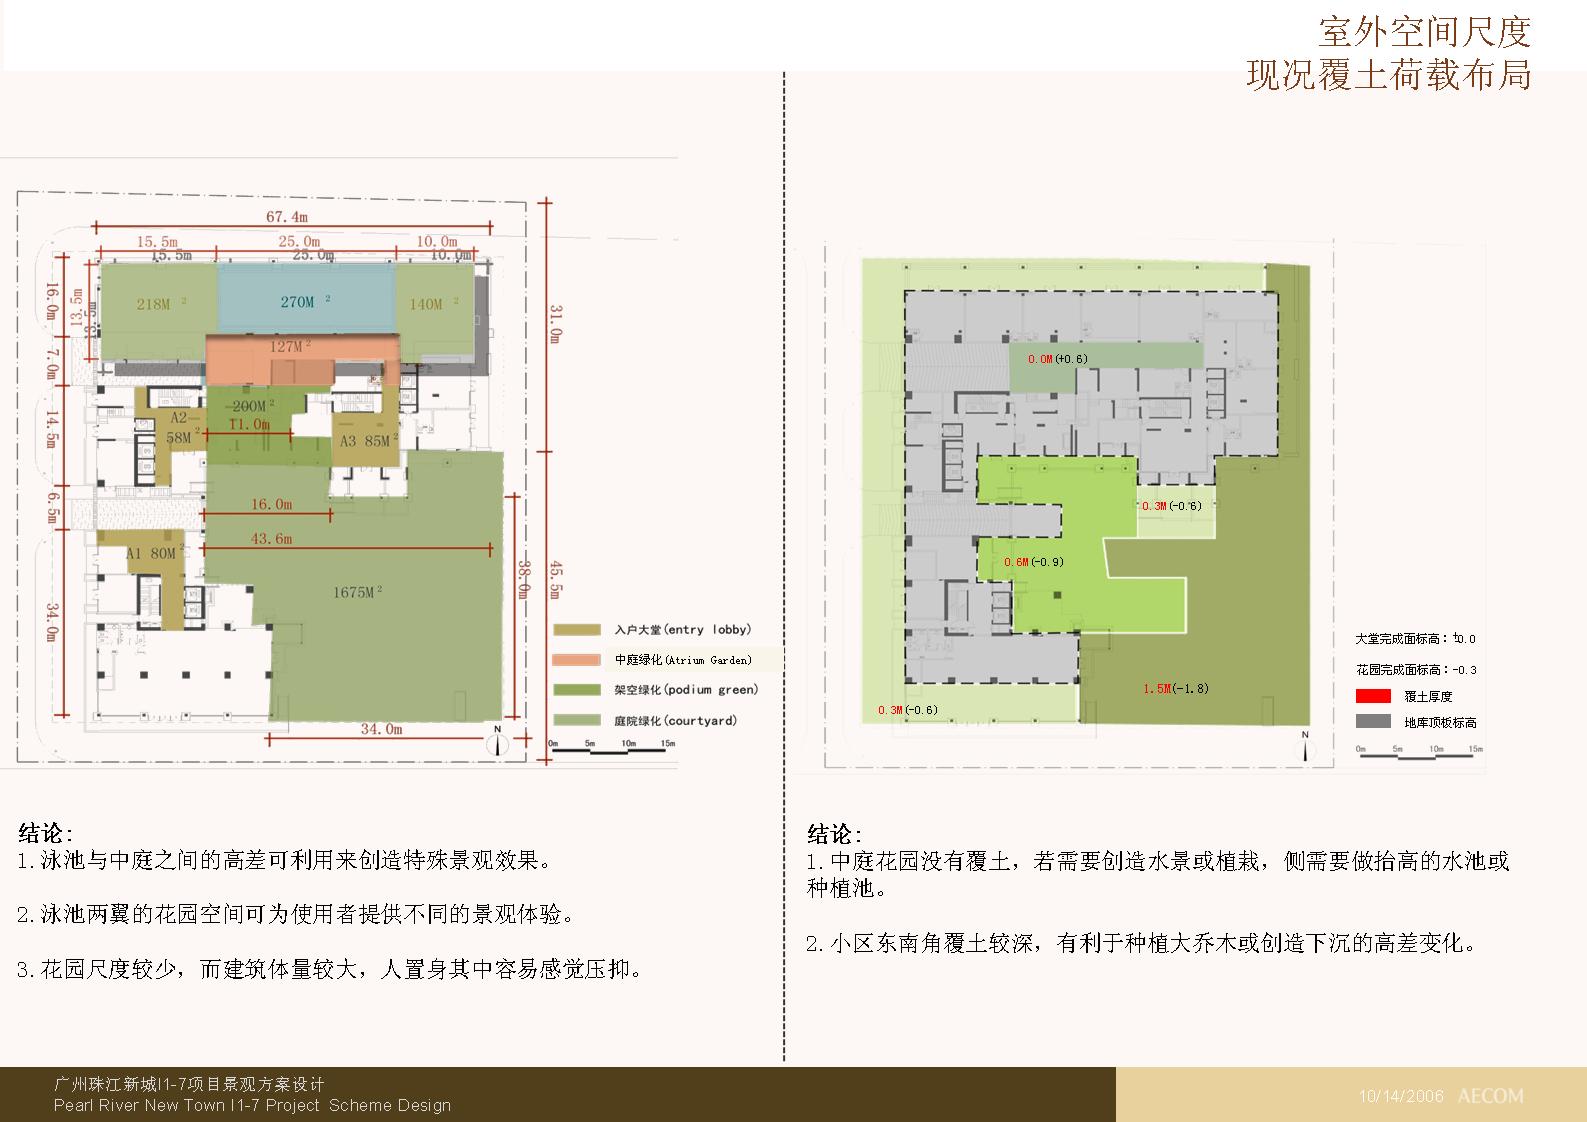 室外空间尺度
现况覆土荷载布局
67.4m
15.5m
25.0m
10.0m
15.5m
25.0m
10.0m
16.0m
13.5m
218M ²
270M ²
140M ²
31.0m
127M ²
7.0m
200M ²
11.0m
A2
58M ²
A3 85M ²
14.5m
6.5m
16.0m
43.6m
A1 80M ²
1675M ²
38.0m
45.5m
34.0m
34.0m
N
入户大堂(entry lobby)
中庭绿化(Atrium Garden)
架空绿化(podium green)
庭院绿化(courtyard)
0m 5m 10m 15m
0.0M(+0.6)
0.3M(-0.6)
0.6M(-0.9)
1.5M(-1.8)
0.3M(-0.6)
大堂完成面标高: ±0.0
花园完成面标高: -0.3
覆土厚度
地库顶板标高
N
0m 5m 10m 15m
结论:
1.泳池与中庭之间的高差可利用来创造特殊景观效果。
2.泳池两翼的花园空间可为使用者提供不同的景观体验。
3.花园尺度较少，而建筑体量较大，人置身其中容易感觉压抑。
结论:
1.中庭花园没有覆土，若需要创造水景或植栽，侧需要做抬高的水池或
种植池。
2.小区东南角覆土较深，有利于种植大乔木或创造下沉的高差变化。
广州珠江新城I1-7项目景观方案设计
Pearl River New Town I1-7 Project Scheme Design
10/14/2006 AECOM